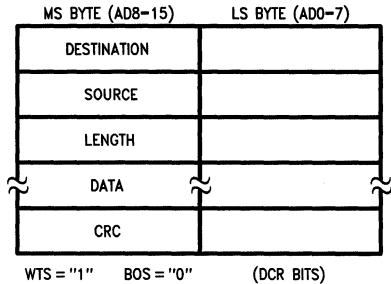 MS BYTE (AD8-15) LS BYTE (AD0-7)
DESTINATION
SOURCE
LENGTH
DATA
CRC
WTS = "1" BOS = "0" (DCR BITS)